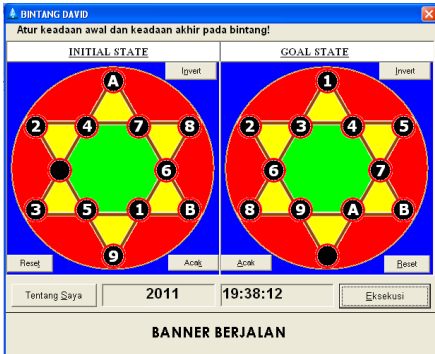 BINTANG DAVID
Atur keadaan awal dan keadaan akhir pada bintang!
INITIAL STATE
GOAL STATE
Invert
Invert
A
2 4 7 8
6
3 5 1 B
9
1
2 3 4 5
6 7
8 9 A B
Reset
Acak
Acak
Reset
Tentang Saya
2011
19:38:12
Eksekusi
BANNER BERJALAN